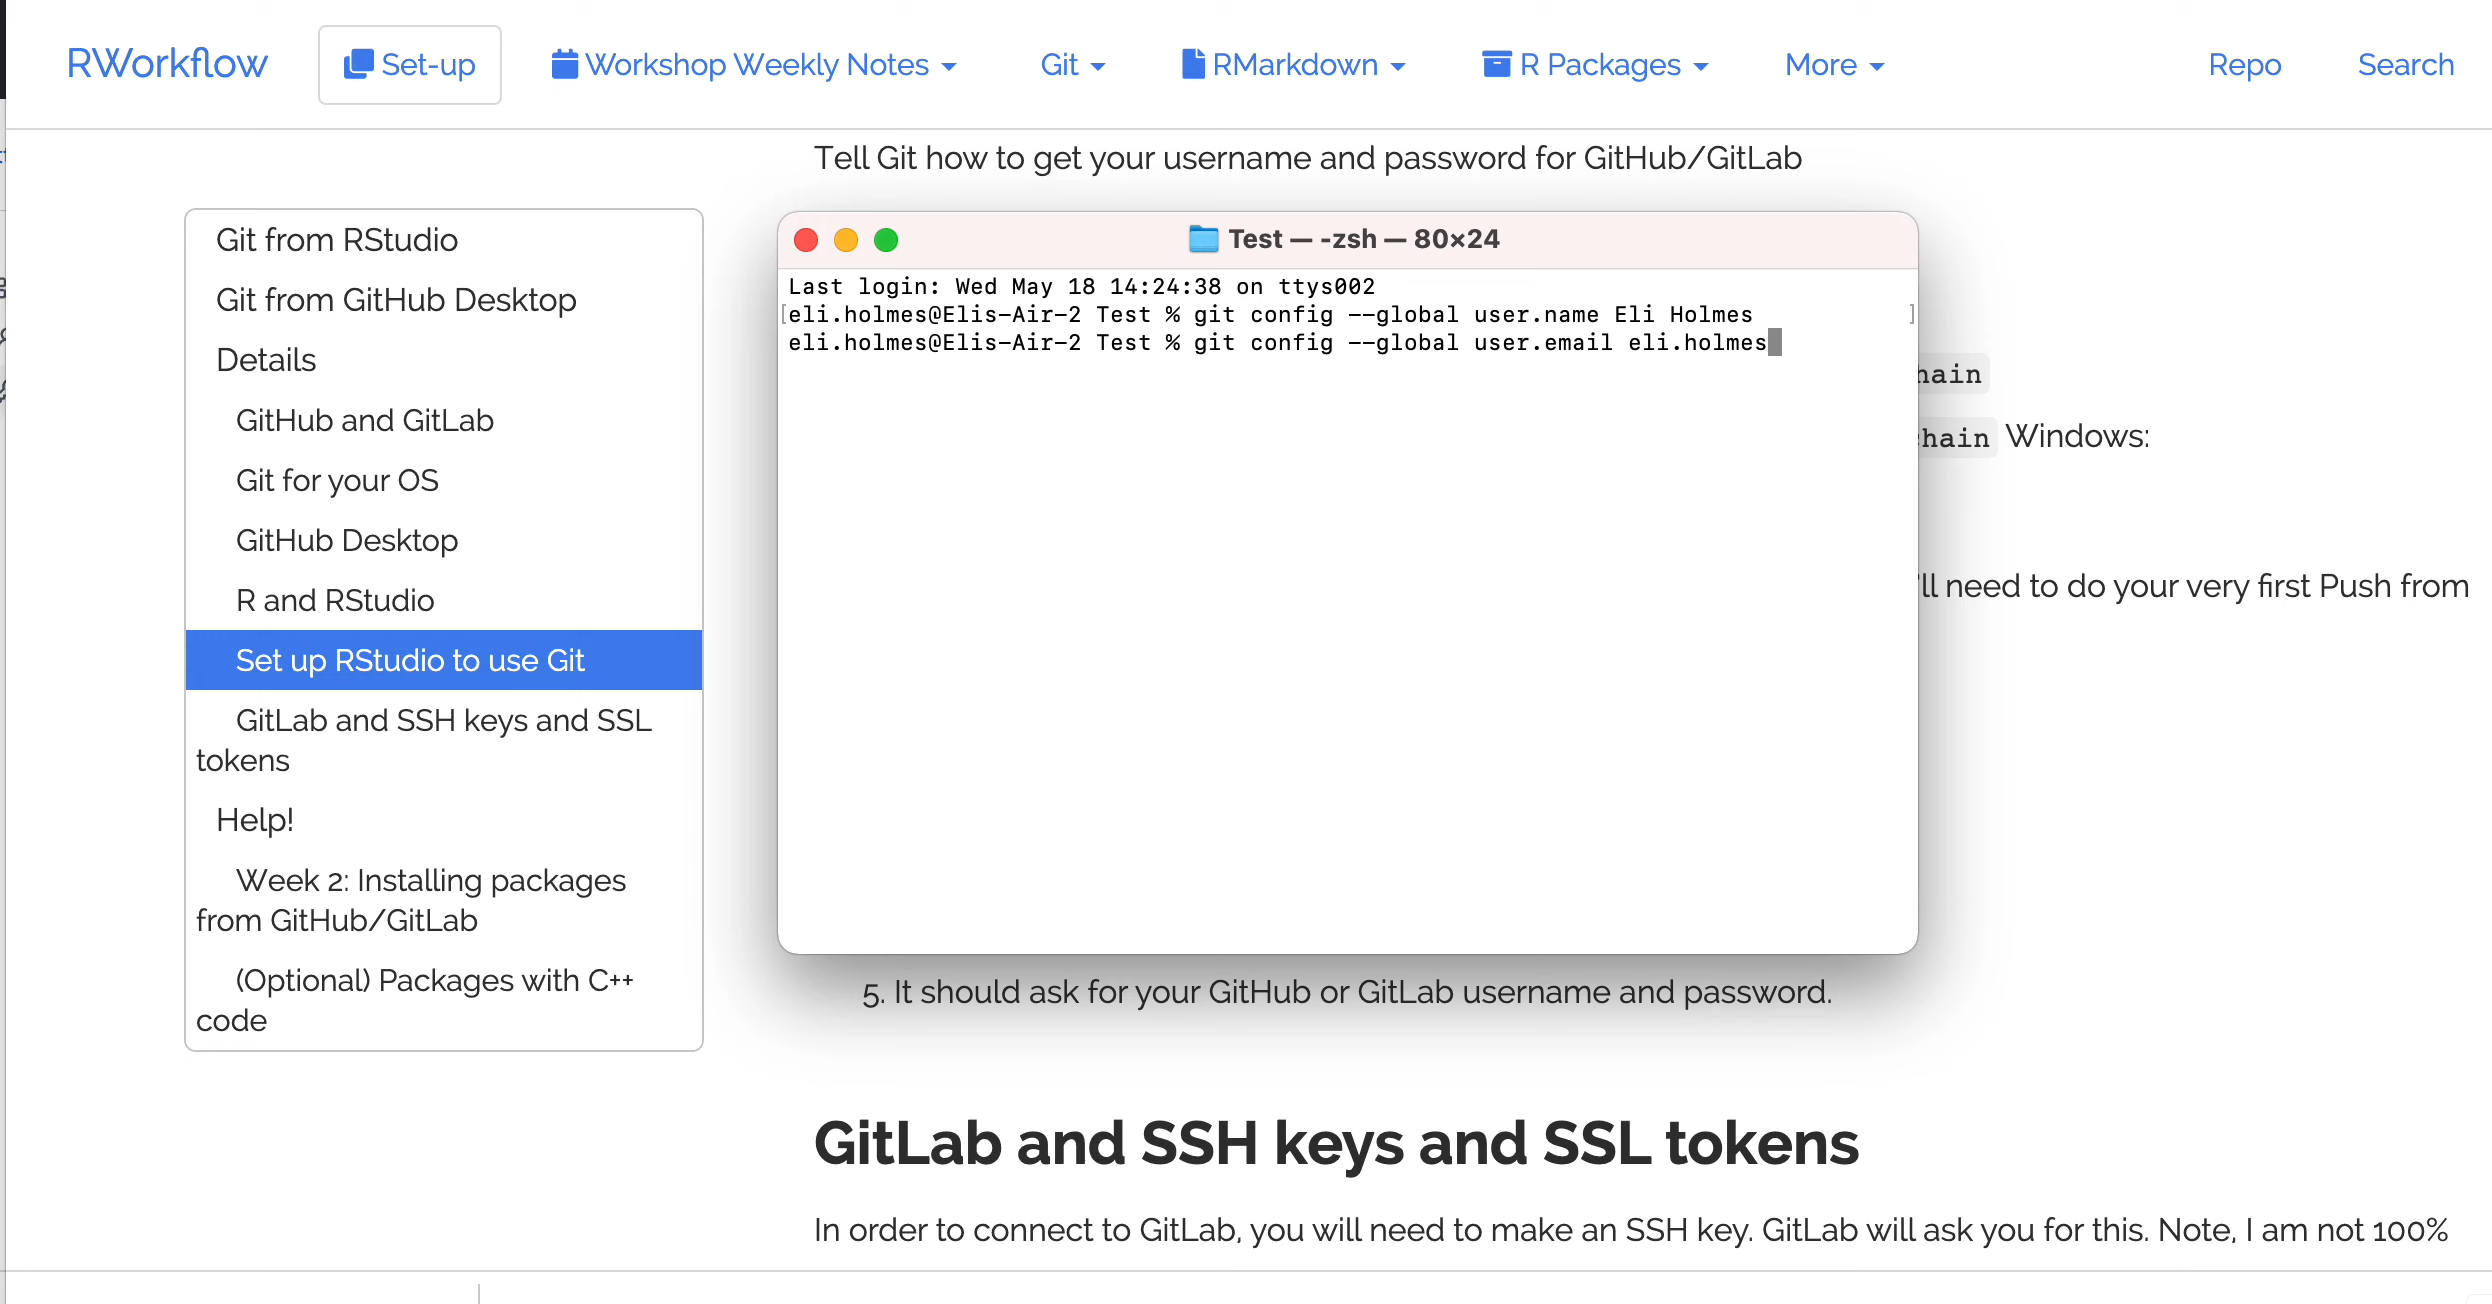 RWorkflow Set-up Workshop Weekly Notes Git RMarkdown R Packages More Repo Search
Tell Git how to get your username and password for GitHub/GitLab
Git from RStudio
Git from GitHub Desktop
Details
GitHub and GitLab
Git for your OS
GitHub Desktop
R and RStudio
Set up RStudio to use Git
GitLab and SSH keys and SSL
tokens
Help!
Week 2: Installing packages
from GitHub/GitLab
(Optional) Packages with C++
code
Test — -zsh — 80×24
Last login: Wed May 18 14:24:38 on ttys002
[eli.holmes@Elis-Air-2 Test % git config --global user.name Eli Holmes ]
eli.holmes@Elis-Air-2 Test % git config --global user.email eli.holmes
hain
hain Windows:
'll need to do your very first Push from
5. It should ask for your GitHub or GitLab username and password.
GitLab and SSH keys and SSL tokens
In order to connect to GitLab, you will need to make an SSH key. GitLab will ask you for this. Note, I am not 100%